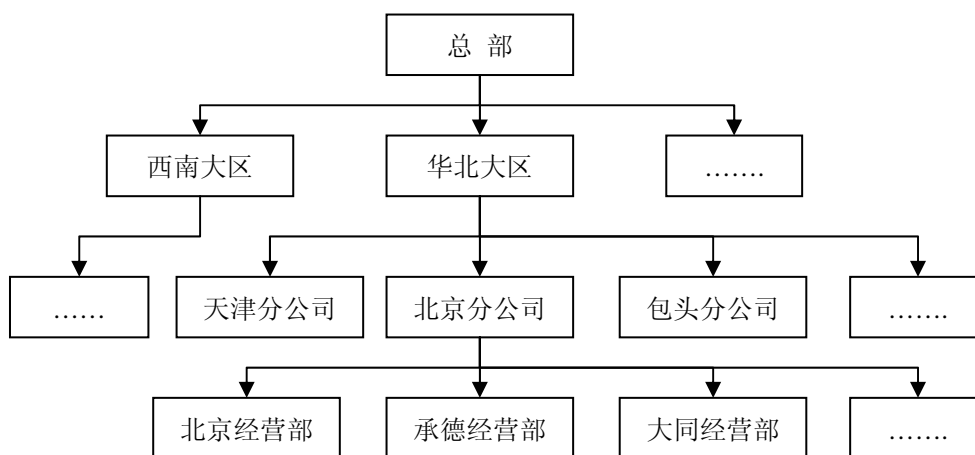 总 部
西南大区
华北大区
…….
……
天津分公司
北京分公司
包头分公司
…….
北京经营部
承德经营部
大同经营部
…….